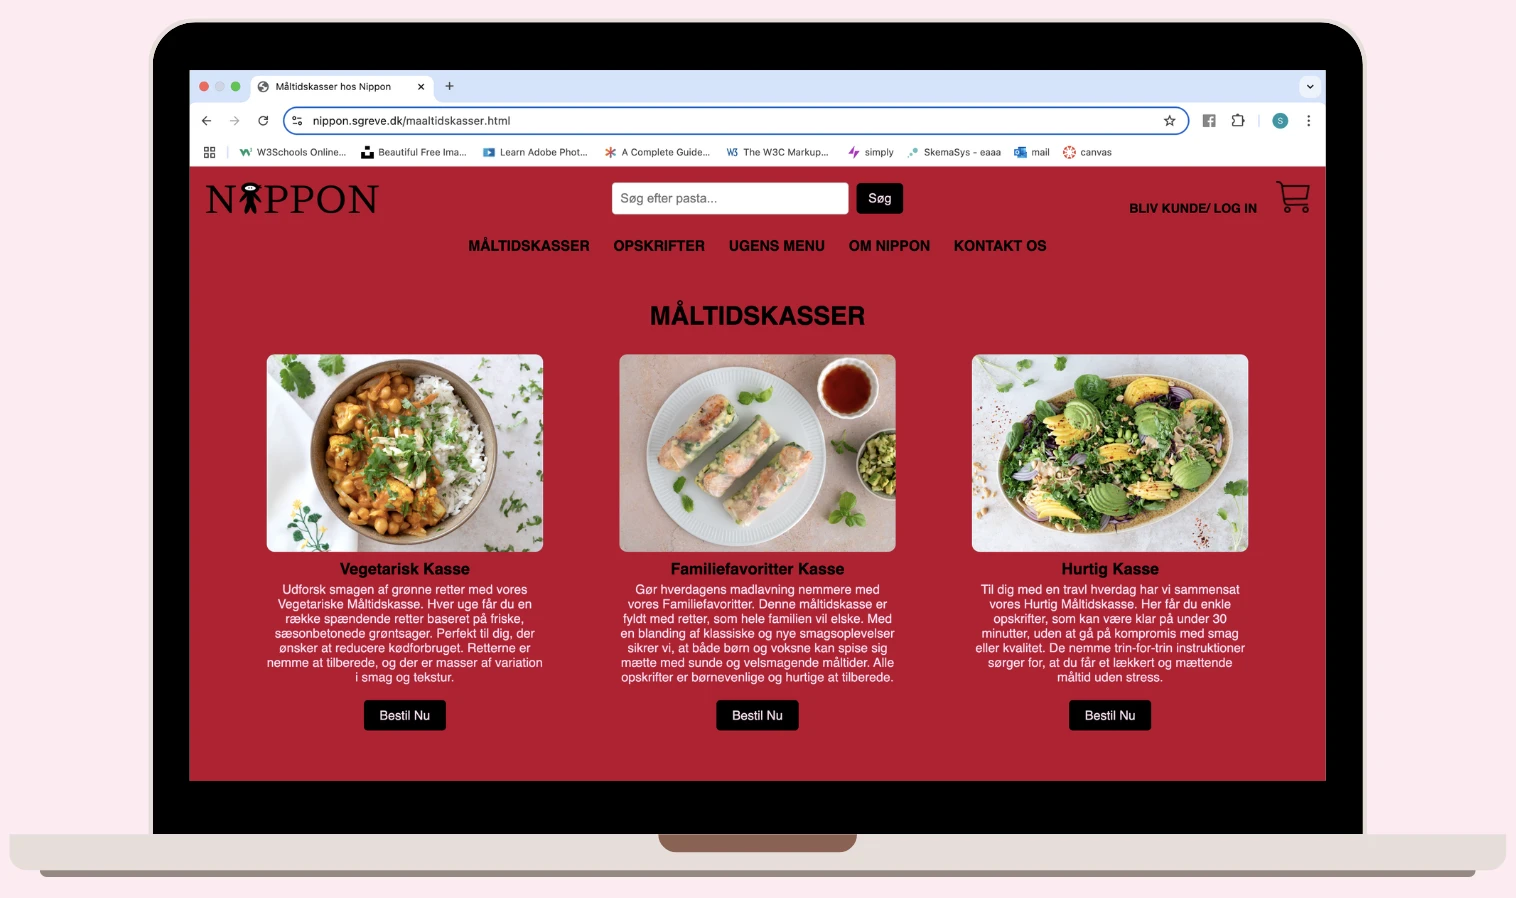 Måltidskasser hos Nippon
nippon.sgreve.dk/maaltidskasser.html
S
W3Schools Online... Beautiful Free Ima... Learn Adobe Phot... A Complete Guide... The W3C Markup... simply SkemaSys - eaaa mail canvas
NIPPON
Søg efter pasta...
Søg
BLIV KUNDE/ LOG IN
MÅLTIDSKASSER OPSKRIFTER UGENS MENU OM NIPPON KONTAKT OS
MÅLTIDSKASSER
Vegetarisk Kasse
Udforsk smagen af grønne retter med vores
Vegetariske Måltidskasse. Hver uge får du en
række spændende retter baseret på friske,
sæsonbetonede grøntsager. Perfekt til dig, der
ønsker at reducere kødforbruget. Retterne er
nemme at tilberede, og der er masser af variation
i smag og tekstur.
Bestil Nu
Familiefavoritter Kasse
Gør hverdagens madlavning nemmere med
vores Familiefavoritter. Denne måltidskasse er
fyldt med retter, som hele familien vil elske. Med
en blanding af klassiske og nye smagsoplevelser
sikrer vi, at både børn og voksne kan spise sig
mætte med sunde og velsmagende måltider. Alle
opskrifter er børnevenlige og hurtige at tilberede.
Bestil Nu
Hurtig Kasse
Til dig med en travl hverdag har vi sammensat
vores Hurtig Måltidskasse. Her får du enkle
opskrifter, som kan være klar på under 30
minutter, uden at gå på kompromis med smag
eller kvalitet. De nemme trin-for-trin instruktioner
sørger for, at du får et lækkert og mættende
måltid uden stress.
Bestil Nu